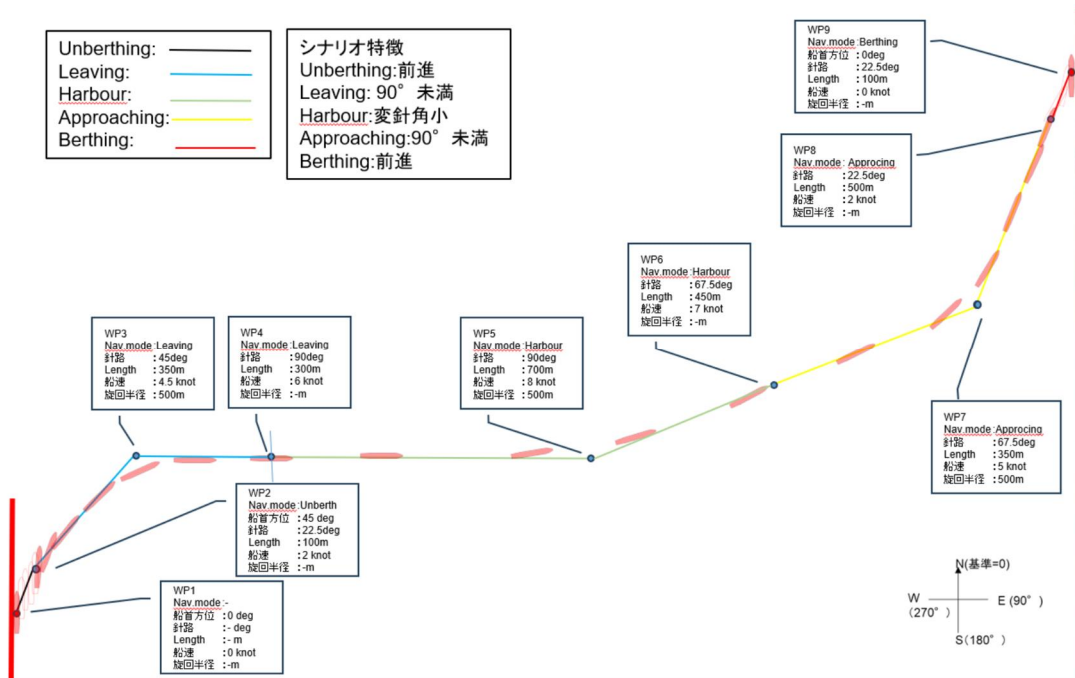 Unberthing:
Leaving:
Harbour:
Approaching:
Berthing:
シナリオ特徴
Unberthing:前進
Leaving: 90°未満
Harbour:変針角小
Approaching:90°未満
Berthing:前進
WP9
Nav.mode :Berthing
船首方位 :0deg
針路 :22.5deg
Length :100m
船速 :0 knot
旋回半径 :-m
WP8
Nav.mode : Approcing
針路 :22.5deg
Length :500m
船速 :2 knot
旋回半径 :-m
WP6
Nav.mode :Harbour
針路 :67.5deg
Length :450m
船速 :7 knot
旋回半径 :-m
WP3
Nav.mode :Leaving
針路 :45deg
Length :350m
船速 :4.5 knot
旋回半径 :500m
WP4
Nav.mode :Leaving
針路 :90deg
Length :300m
船速 :6 knot
旋回半径 :-m
WP5
Nav.mode :Harbour
針路 :90deg
Length :700m
船速 :8 knot
旋回半径 :500m
WP7
Nav.mode :Approcing
針路 :67.5deg
Length :350m
船速 :5 knot
旋回半径 :500m
WP2
Nav.mode :Unberth
船首方位 :45 deg
針路 :22.5deg
Length :100m
船速 :2 knot
旋回半径 :-m
WP1
Nav.mode :-
船首方位 :0 deg
針路 :- deg
Length :- m
船速 :0 knot
旋回半径 :-m
N(基準=0)
W
(270°)
E (90°)
S(180°)